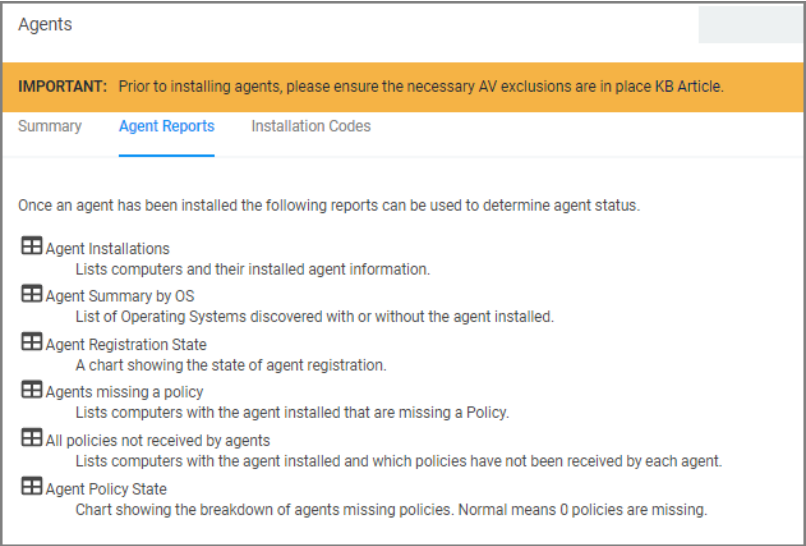 Agents
IMPORTANT: Prior to installing agents, please ensure the necessary AV exclusions are in place KB Article.
Summary Agent Reports Installation Codes
Once an agent has been installed the following reports can be used to determine agent status.
Agent Installations
Lists computers and their installed agent information.
Agent Summary by OS
List of Operating Systems discovered with or without the agent installed.
Agent Registration State
A chart showing the state of agent registration.
Agents missing a policy
Lists computers with the agent installed that are missing a Policy.
All policies not received by agents
Lists computers with the agent installed and which policies have not been received by each agent.
Agent Policy State
Chart showing the breakdown of agents missing policies. Normal means 0 policies are missing.